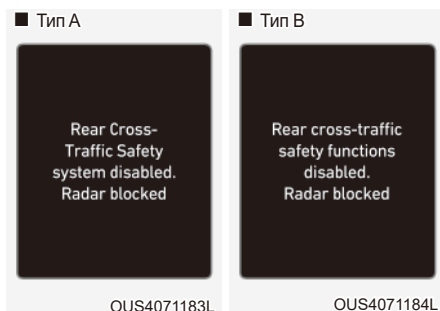 ■ Тип A
Rear Cross-
Traffic Safety
system disabled.
Radar blocked
OUS4071183L
■ Тип B
Rear cross-traffic
safety functions
disabled.
Radar blocked
OUS4071184L